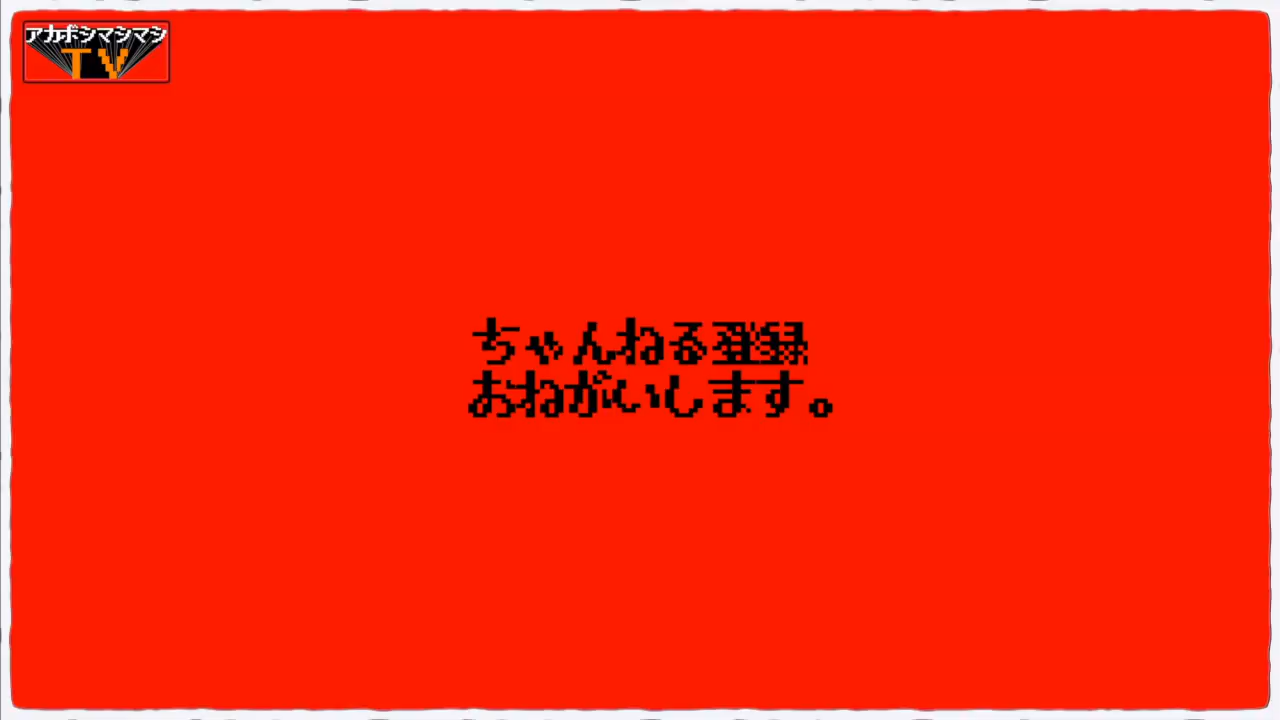 アカボシマシマシ
TV
ちゃんねる登録
おねがいします。